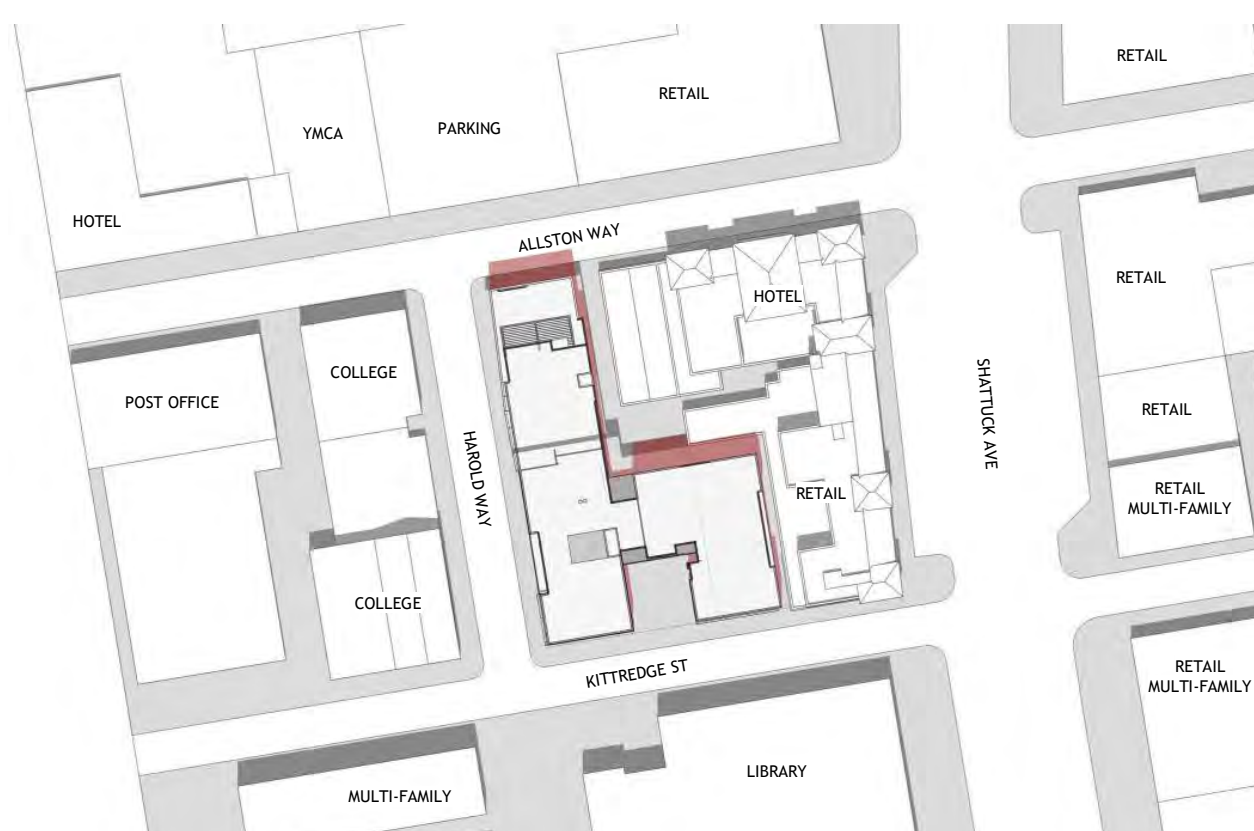 RETAIL
RETAIL
YMCA
PARKING
HOTEL
ALLSTON WAY
RETAIL
HOTEL
COLLEGE
POST OFFICE
SHATTUCK AVE
RETAIL
HAROLD WAY
RETAIL
RETAIL
MULTI-FAMILY
COLLEGE
KITTREDGE ST
RETAIL
MULTI-FAMILY
LIBRARY
MULTI-FAMILY